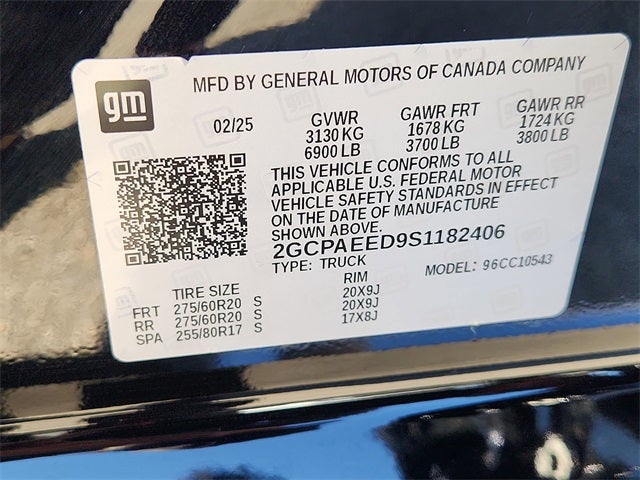 gm
MFD BY GENERAL MOTORS OF CANADA COMPANY
02/25 GVWR GAWR FRT GAWR RR
3130 KG 1678 KG 1724 KG
6900 LB 3700 LB 3800 LB
THIS VEHICLE CONFORMS TO ALL
APPLICABLE U.S. FEDERAL MOTOR
VEHICLE SAFETY STANDARDS IN EFFECT
ON THE DATE OF MANUFACTURE
SHOWN ABOVE.
2GCPAEED9S1182406
TYPE: TRUCK MODEL: 96CC10543
TIRE SIZE RIM
FRT 275/60R20 S 20X9J
RR 275/60R20 S 20X9J
SPA 255/80R17 S 17X8J